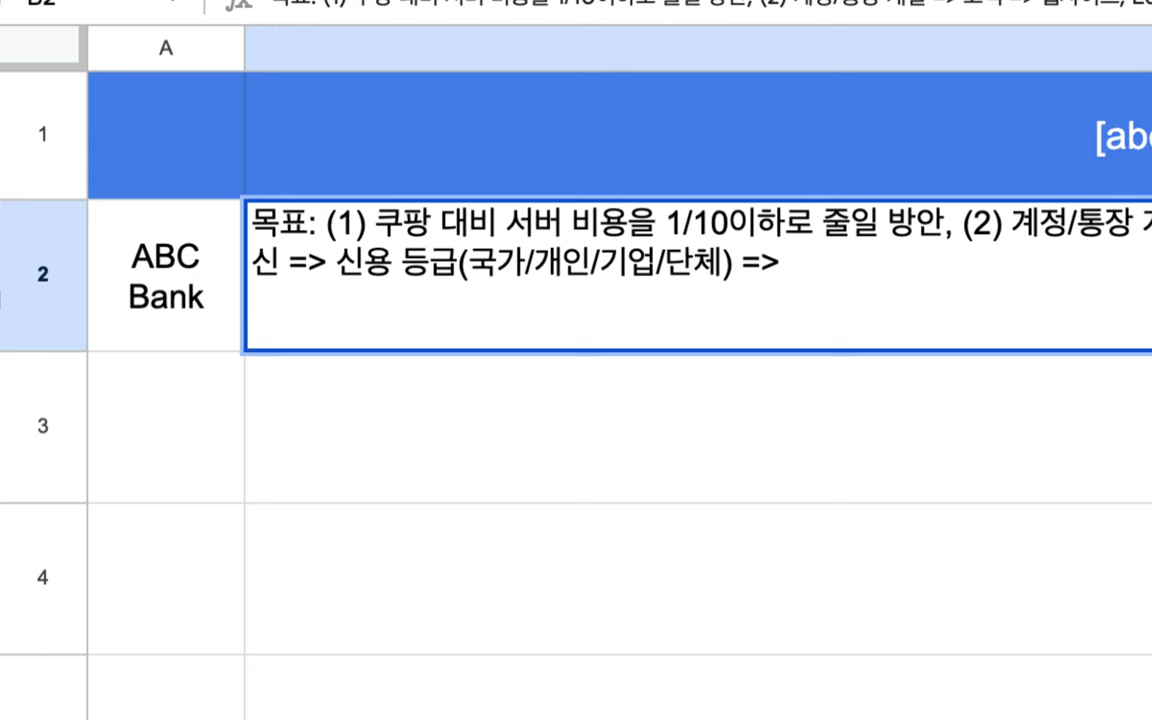 A
1
[ab
2
ABC
Bank
목표: (1) 쿠팡 대비 서버 비용을 1/10이하로 줄일 방안, (2) 계정/통장
신 => 신용 등급(국가/개인/기업/단체) =>
3
4